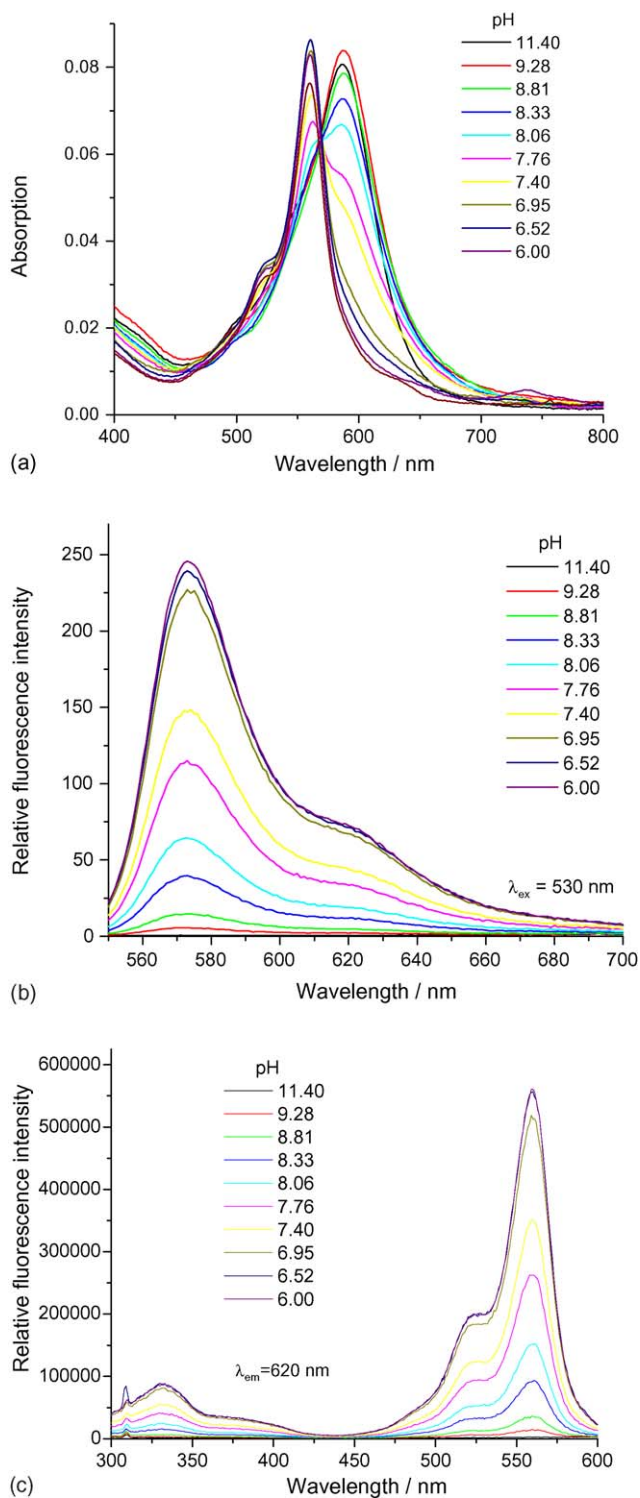 pH
11.40
9.28
8.81
8.33
8.06
7.76
7.40
6.95
6.52
6.00
0.08
0.06
0.04
0.02
0.00
Absorption
400 500 600 700 800
Wavelength / nm
(a)
pH
11.40
9.28
8.81
8.33
8.06
7.76
7.40
6.95
6.52
6.00
250
200
150
100
50
0
Relative fluorescence intensity
λex = 530 nm
560 580 600 620 640 660 680 700
Wavelength / nm
(b)
pH
11.40
9.28
8.81
8.33
8.06
7.76
7.40
6.95
6.52
6.00
600000
500000
400000
300000
200000
100000
0
Relative fluorescence intensity
λem=620 nm
300 350 400 450 500 550 600
Wavelength / nm
(c)